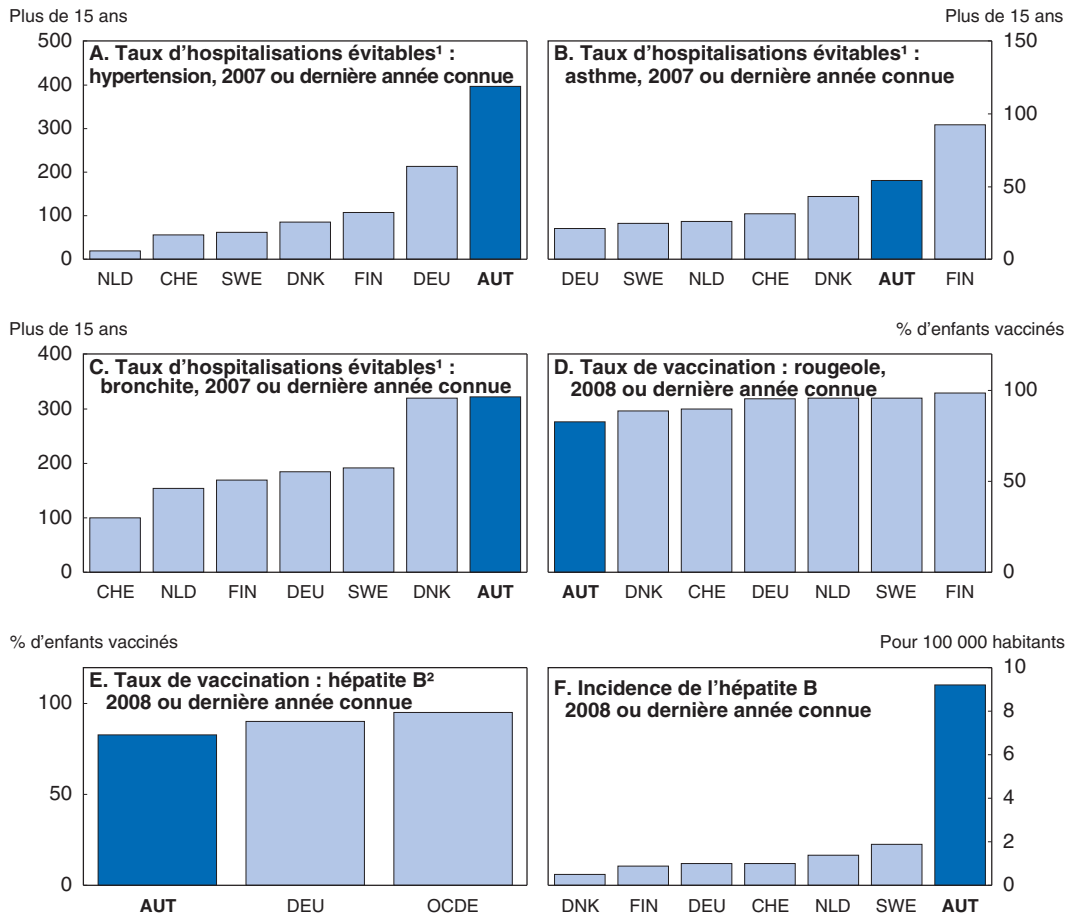 Plus de 15 ans
A. Taux d'hospitalisations évitables¹ :
hypertension, 2007 ou dernière année connue
500
400
300
200
100
0
NLD CHE SWE DNK FIN DEU AUT
Plus de 15 ans
B. Taux d'hospitalisations évitables¹ :
asthme, 2007 ou dernière année connue
150
100
50
0
DEU SWE NLD CHE DNK AUT FIN
Plus de 15 ans
C. Taux d'hospitalisations évitables¹ :
bronchite, 2007 ou dernière année connue
400
300
200
100
0
CHE NLD FIN DEU SWE DNK AUT
% d'enfants vaccinés
D. Taux de vaccination : rougeole,
2008 ou dernière année connue
100
50
0
AUT DNK CHE DEU NLD SWE FIN
% d'enfants vaccinés
E. Taux de vaccination : hépatite B²
2008 ou dernière année connue
100
50
0
AUT DEU OCDE
Pour 100 000 habitants
F. Incidence de l'hépatite B
2008 ou dernière année connue
10
8
6
4
2
0
DNK FIN DEU CHE NLD SWE AUT